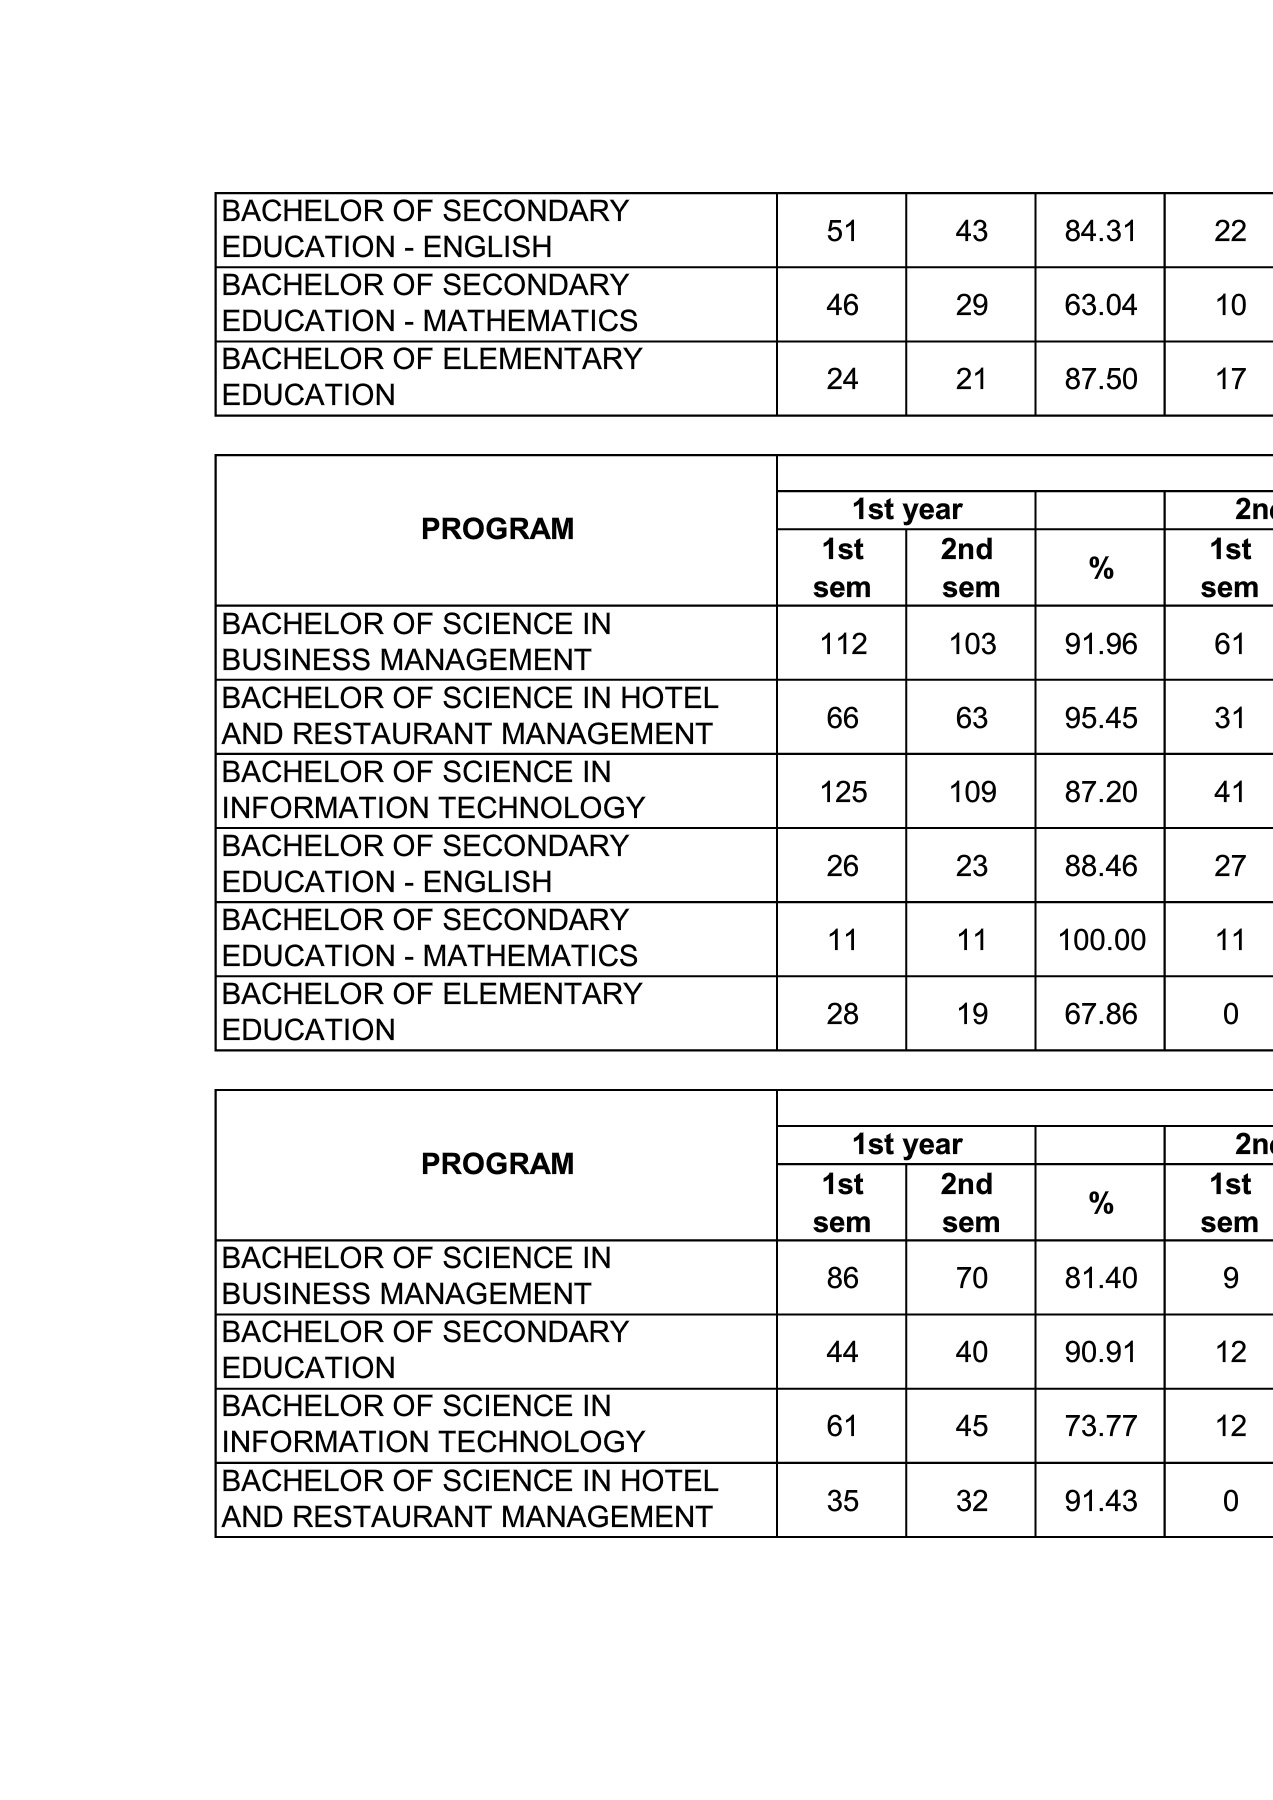 BACHELOR OF SECONDARY
EDUCATION - ENGLISH
51 43 84.31 22
BACHELOR OF SECONDARY
EDUCATION - MATHEMATICS
46 29 63.04 10
BACHELOR OF ELEMENTARY
EDUCATION
24 21 87.50 17
PROGRAM
1st year 2n
1st sem 2nd sem % 1st sem
BACHELOR OF SCIENCE IN
BUSINESS MANAGEMENT
112 103 91.96 61
BACHELOR OF SCIENCE IN HOTEL
AND RESTAURANT MANAGEMENT
66 63 95.45 31
BACHELOR OF SCIENCE IN
INFORMATION TECHNOLOGY
125 109 87.20 41
BACHELOR OF SECONDARY
EDUCATION - ENGLISH
26 23 88.46 27
BACHELOR OF SECONDARY
EDUCATION - MATHEMATICS
11 11 100.00 11
BACHELOR OF ELEMENTARY
EDUCATION
28 19 67.86 0
PROGRAM
1st year 2n
1st sem 2nd sem % 1st sem
BACHELOR OF SCIENCE IN
BUSINESS MANAGEMENT
86 70 81.40 9
BACHELOR OF SECONDARY
EDUCATION
44 40 90.91 12
BACHELOR OF SCIENCE IN
INFORMATION TECHNOLOGY
61 45 73.77 12
BACHELOR OF SCIENCE IN HOTEL
AND RESTAURANT MANAGEMENT
35 32 91.43 0